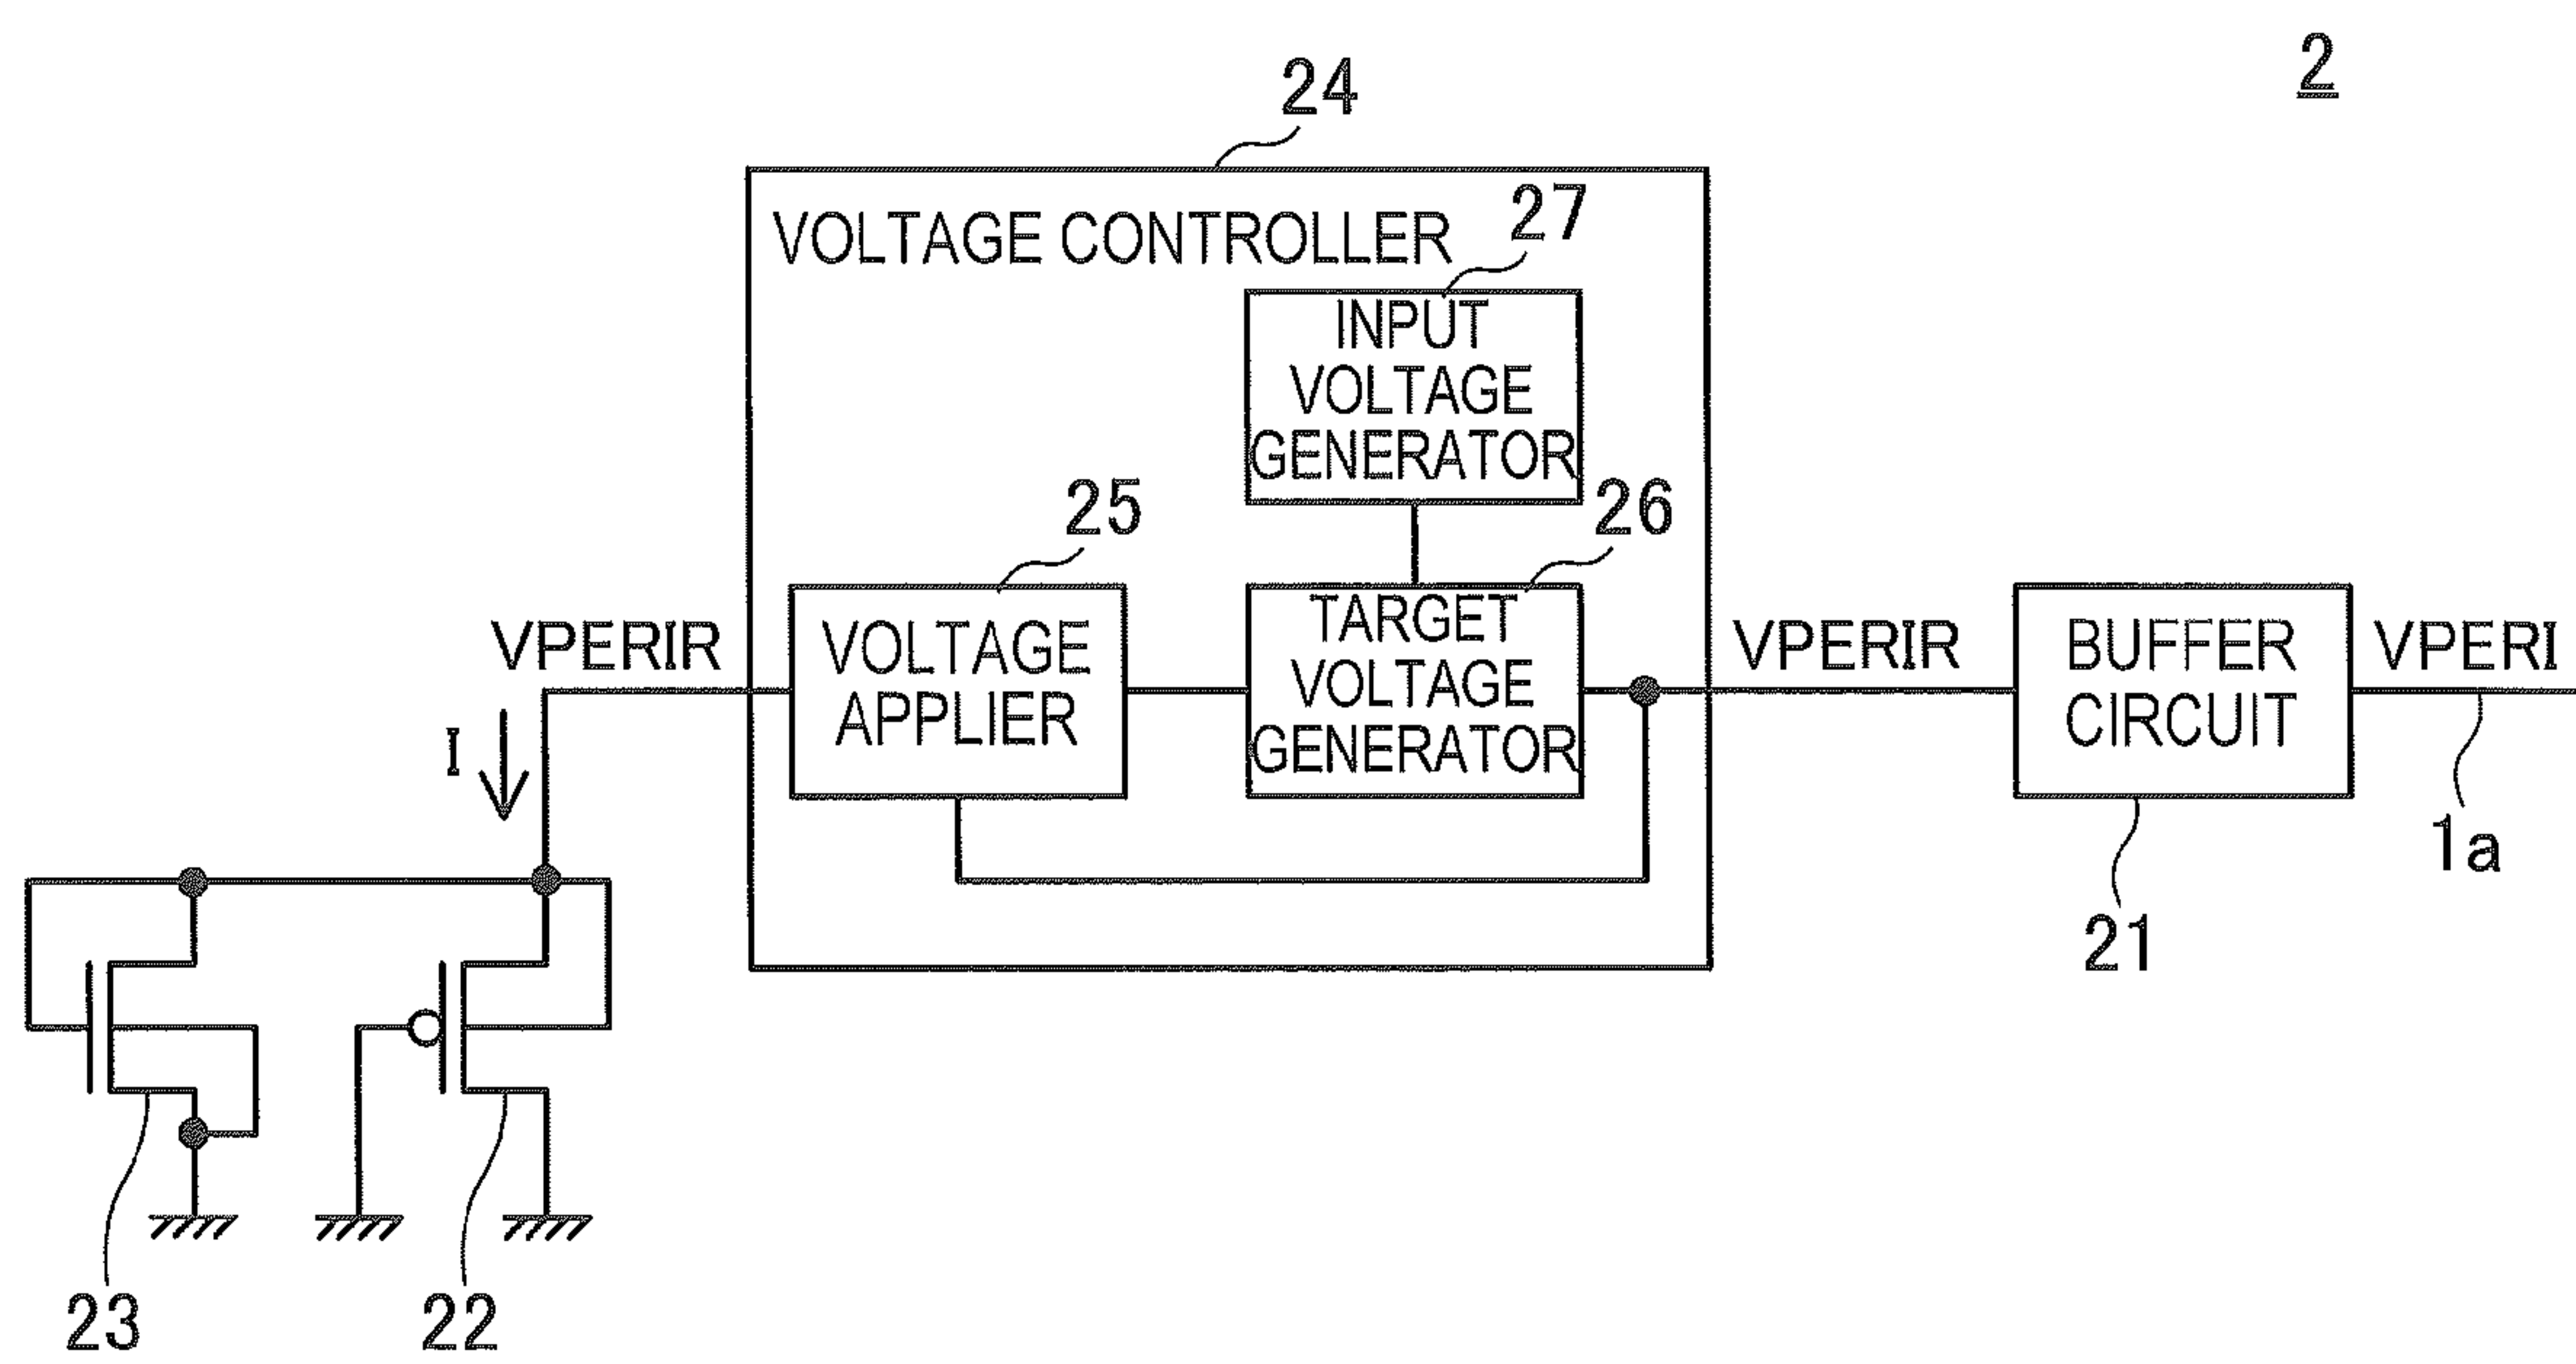 2
24
VOLTAGE CONTROLLER
27
INPUT
VOLTAGE
GENERATOR
25
26
VPERIR
VOLTAGE
APPLIER
TARGET
VOLTAGE
GENERATOR
VPERIR
BUFFER
CIRCUIT
VPERI
I
1a
21
23
22